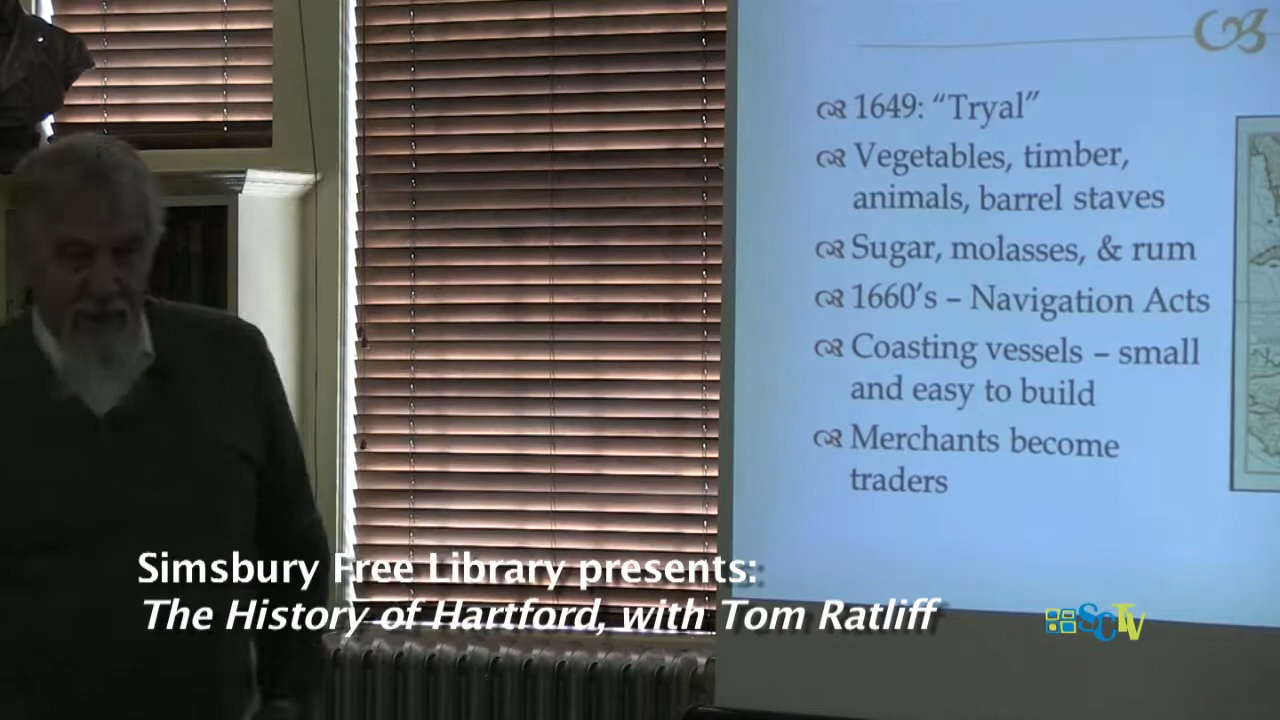 1649: “Tryal”
Vegetables, timber,
animals, barrel staves
Sugar, molasses, & rum
1660’s – Navigation Acts
Coasting vessels – small
and easy to build
Merchants become
traders
Simsbury Free Library presents:
The History of Hartford, with Tom Ratliff
SCTV